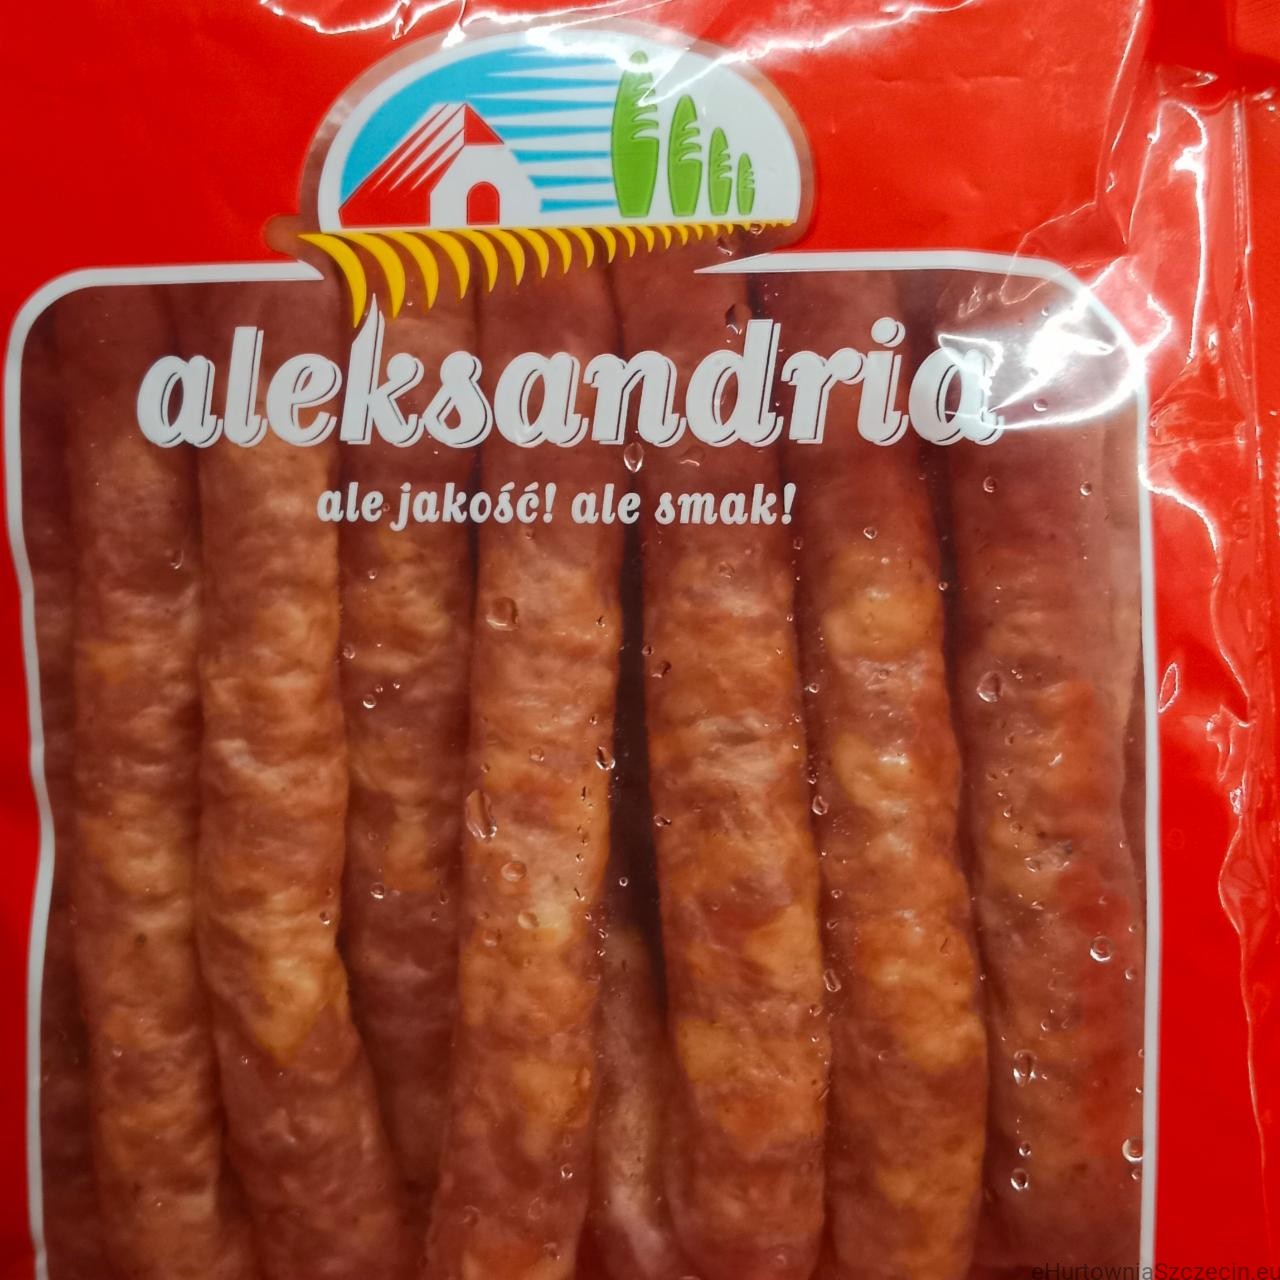 aleksandria
ale jakość! ale smak!
eHurtowniaSzczecin.eu